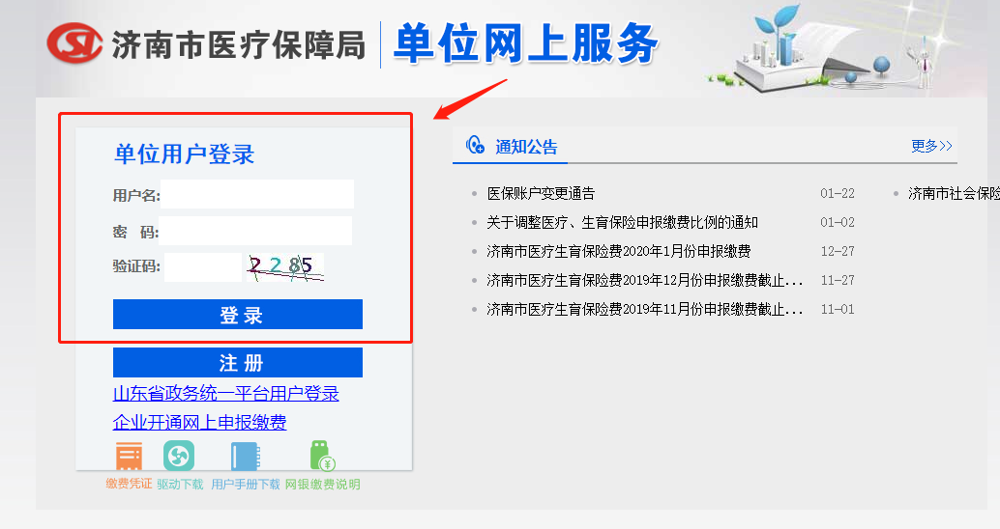 济南市医疗保障局 单位网上服务
单位用户登录
用户名:
密 码:
验证码: 2285
登 录
注 册
山东省政务统一平台用户登录
企业开通网上申报缴费
缴费凭证 驱动下载 用户手册下载 网银缴费说明
通知公告 更多>>
医保账户变更通告 01-22
关于调整医疗、生育保险申报缴费比例的通知 01-02
济南市医疗生育保险费2020年1月份申报缴费 12-27
济南市医疗生育保险费2019年12月份申报缴费截止... 11-27
济南市医疗生育保险费2019年11月份申报缴费截止... 11-01
济南市社会保险